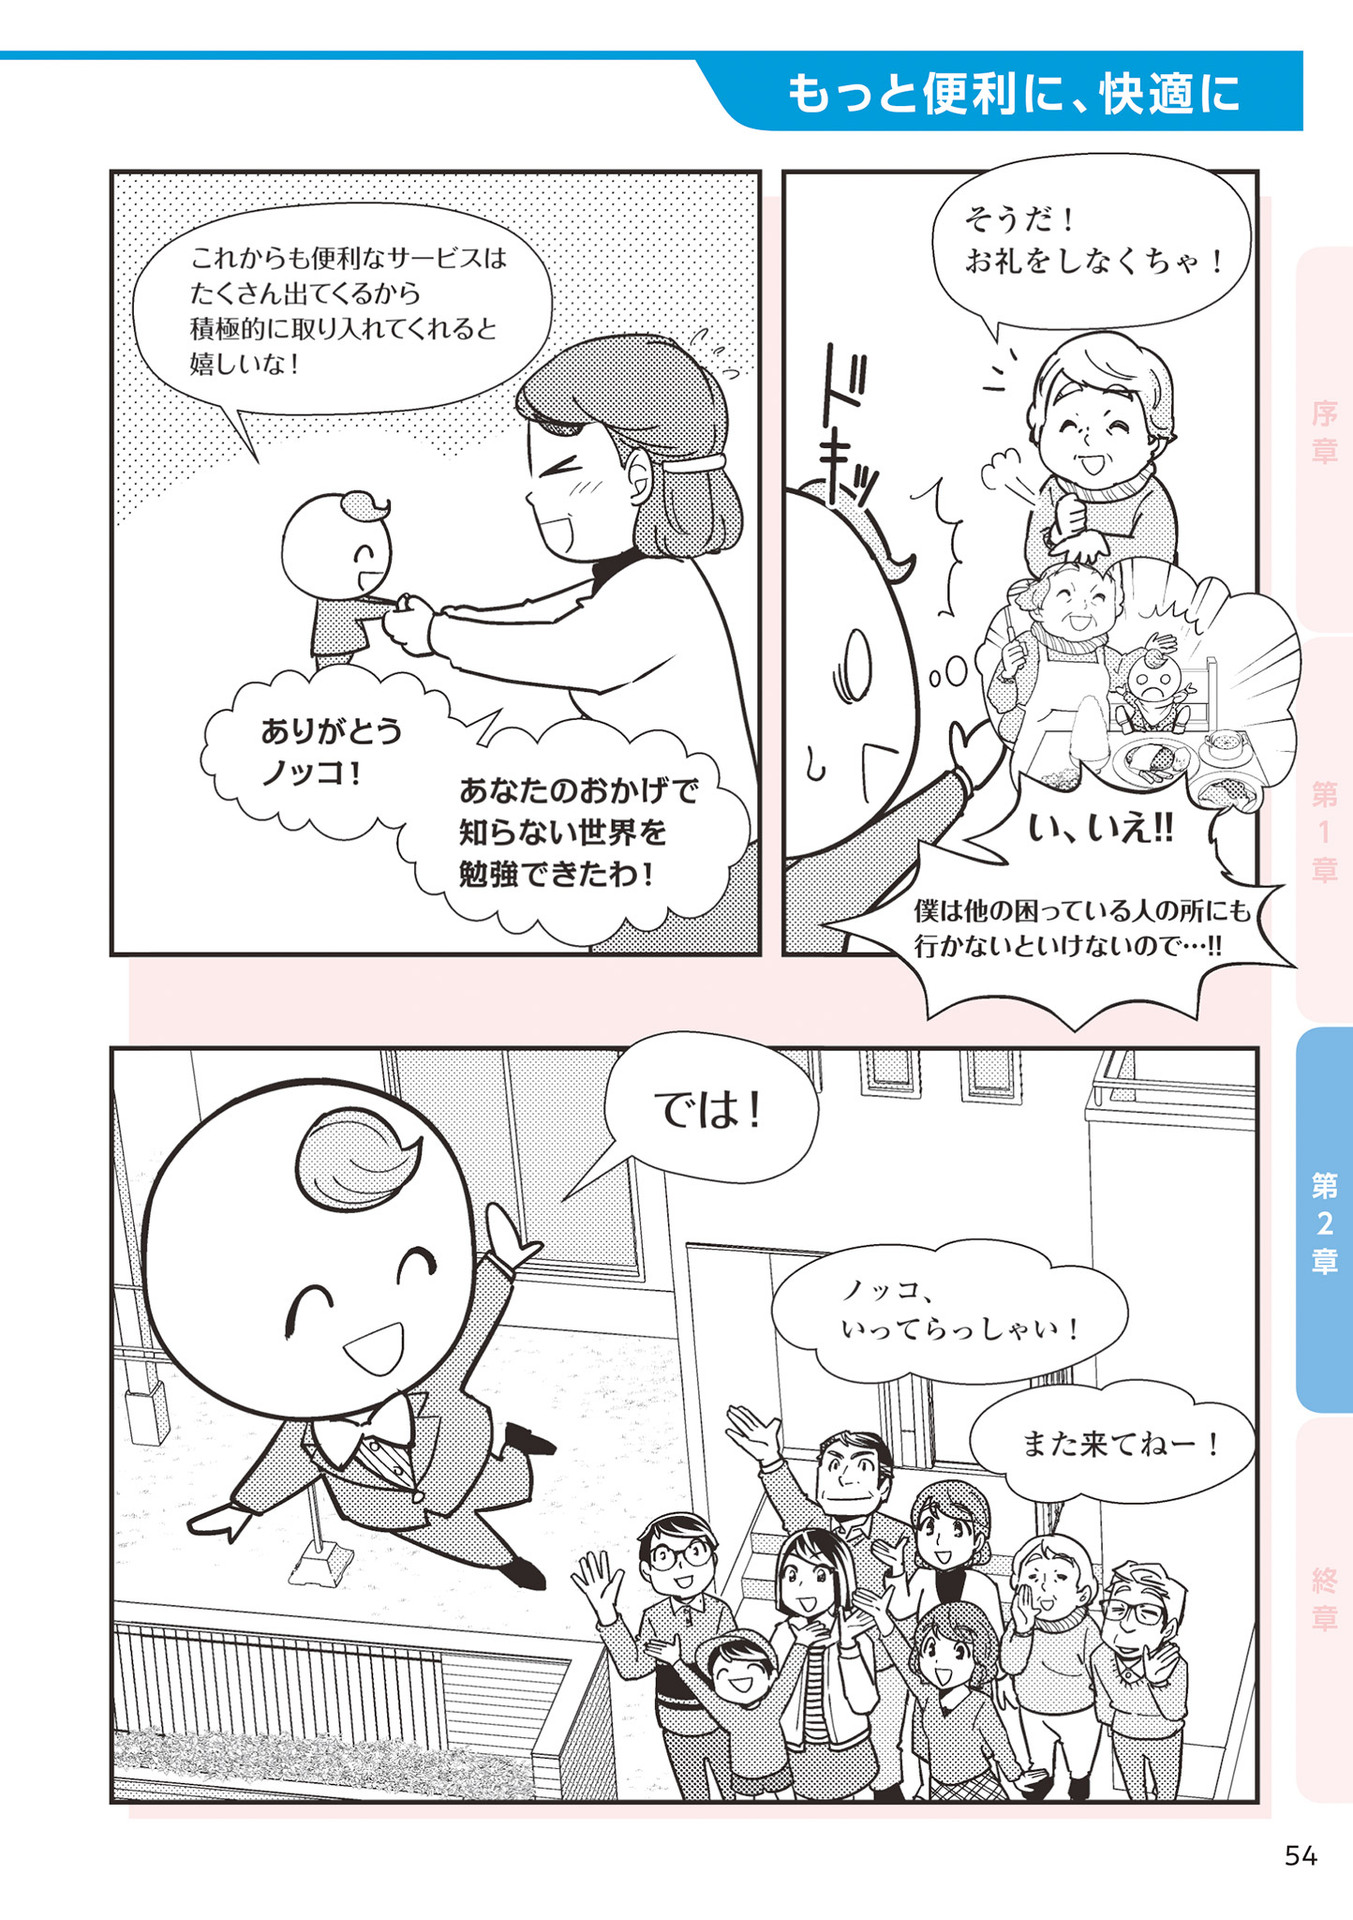 もっと便利に、快適に
これからも便利なサービスは
たくさん出てくるから
積極的に取り入れてくれると
嬉しいな！
ありがとう
ノッコ！
あなたのおかげで
知らない世界を
勉強できたわ！
そうだ！
お礼をしなくちゃ！
ドキッ
い、いえ!!
僕は他の困っている人の所にも
行かないといけないので…!!
では！
ノッコ、
いってらっしゃい！
また来てねー！
序章
第1章
第2章
終章
54